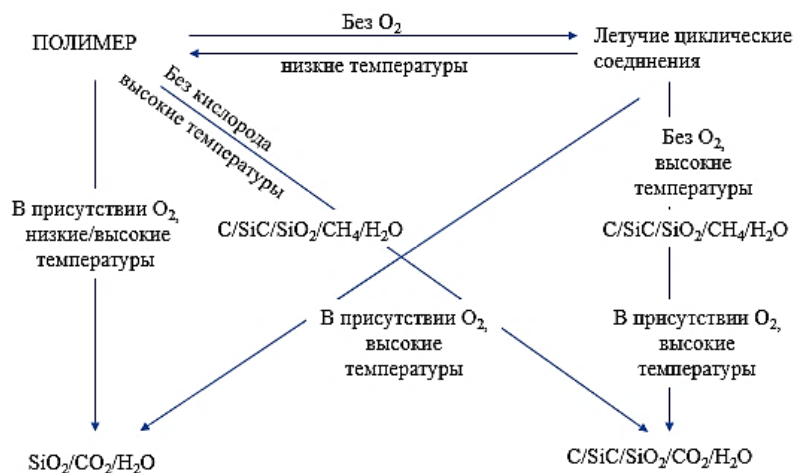 Без O₂
ПОЛИМЕР
Летучие циклические
соединения
низкие температуры
Без кислорода
высокие температуры
Без O₂,
высокие
температуры
В присутствии O₂,
низкие/высокие
температуры
C/SiC/SiO₂/CH₄/H₂O
C/SiC/SiO₂/CH₄/H₂O
В присутствии O₂,
высокие
температуры
В присутствии O₂,
высокие
температуры
SiO₂/CO₂/H₂O
C/SiC/SiO₂/CO₂/H₂O